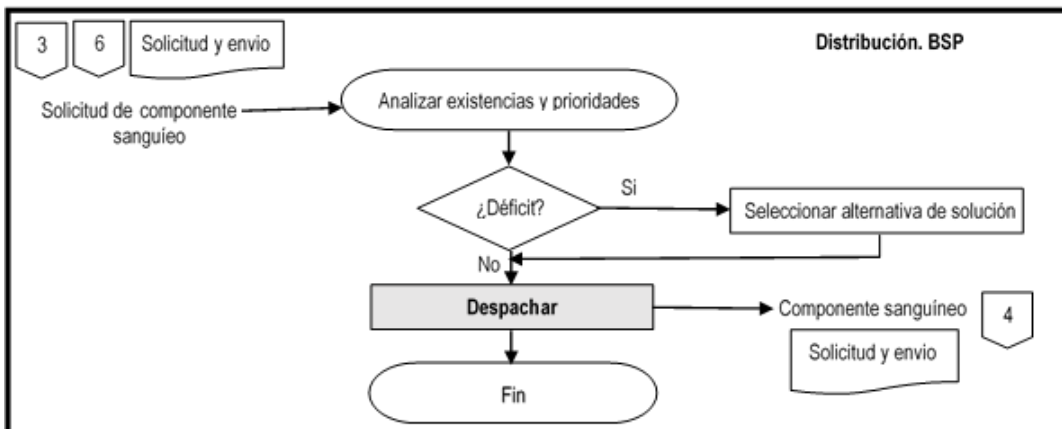 3
6
Solicitud y envio
Distribución. BSP
Solicitud de componente
sanguíeo
Analizar existencias y prioridades
¿Déficit?
Si
Seleccionar alternativa de solución
No
Despachar
Componente sanguíneo
4
Solicitud y envio
Fin